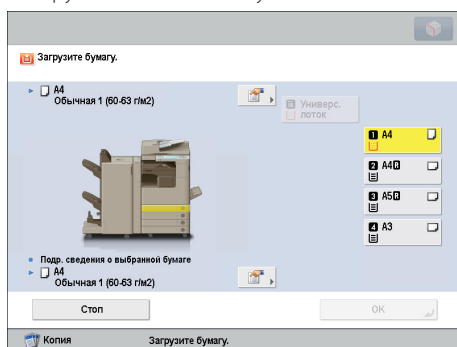 Загрузите бумагу.
A4
Обычная 1 (60-63 г/м2)
Универс.
лоток
1 A4
2 A4R
3 A5R
4 A3
Подр. сведения о выбранной бумаге
A4
Обычная 1 (60-63 г/м2)
Стоп
OK
Копия
Загрузите бумагу.